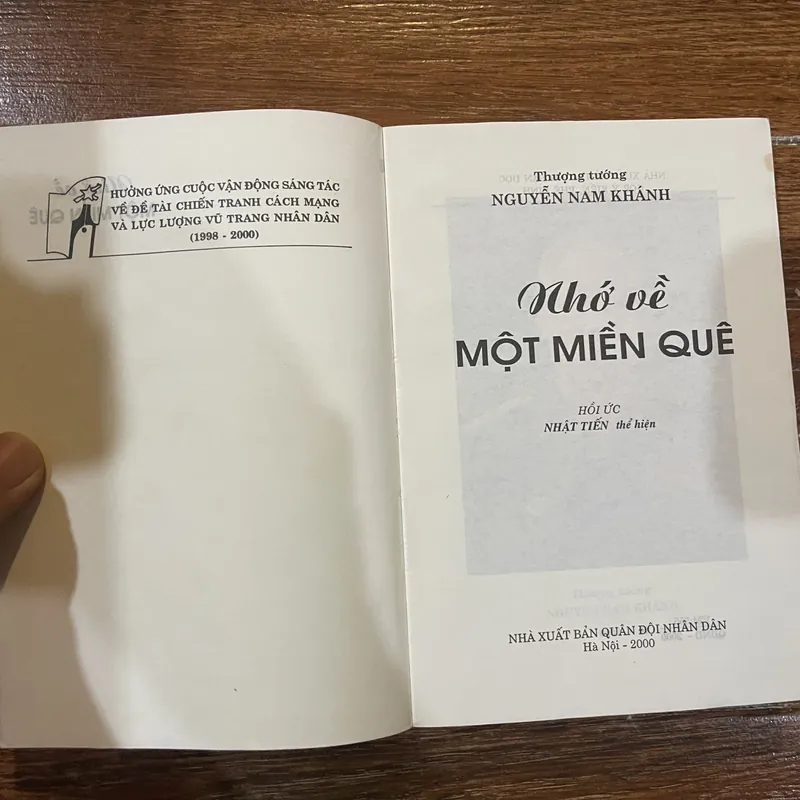 HƯỞNG ỨNG CUỘC VẬN ĐỘNG SÁNG TÁC
VỀ ĐỀ TÀI CHIẾN TRANH CÁCH MẠNG
VÀ LỰC LƯỢNG VŨ TRANG NHÂN DÂN
(1998 - 2000)
Thượng tướng
NGUYỄN NAM KHÁNH
Nhớ về
MỘT MIỀN QUÊ
HỒI ỨC
NHẬT TIẾN thể hiện
NHÀ XUẤT BẢN QUÂN ĐỘI NHÂN DÂN
Hà Nội - 2000